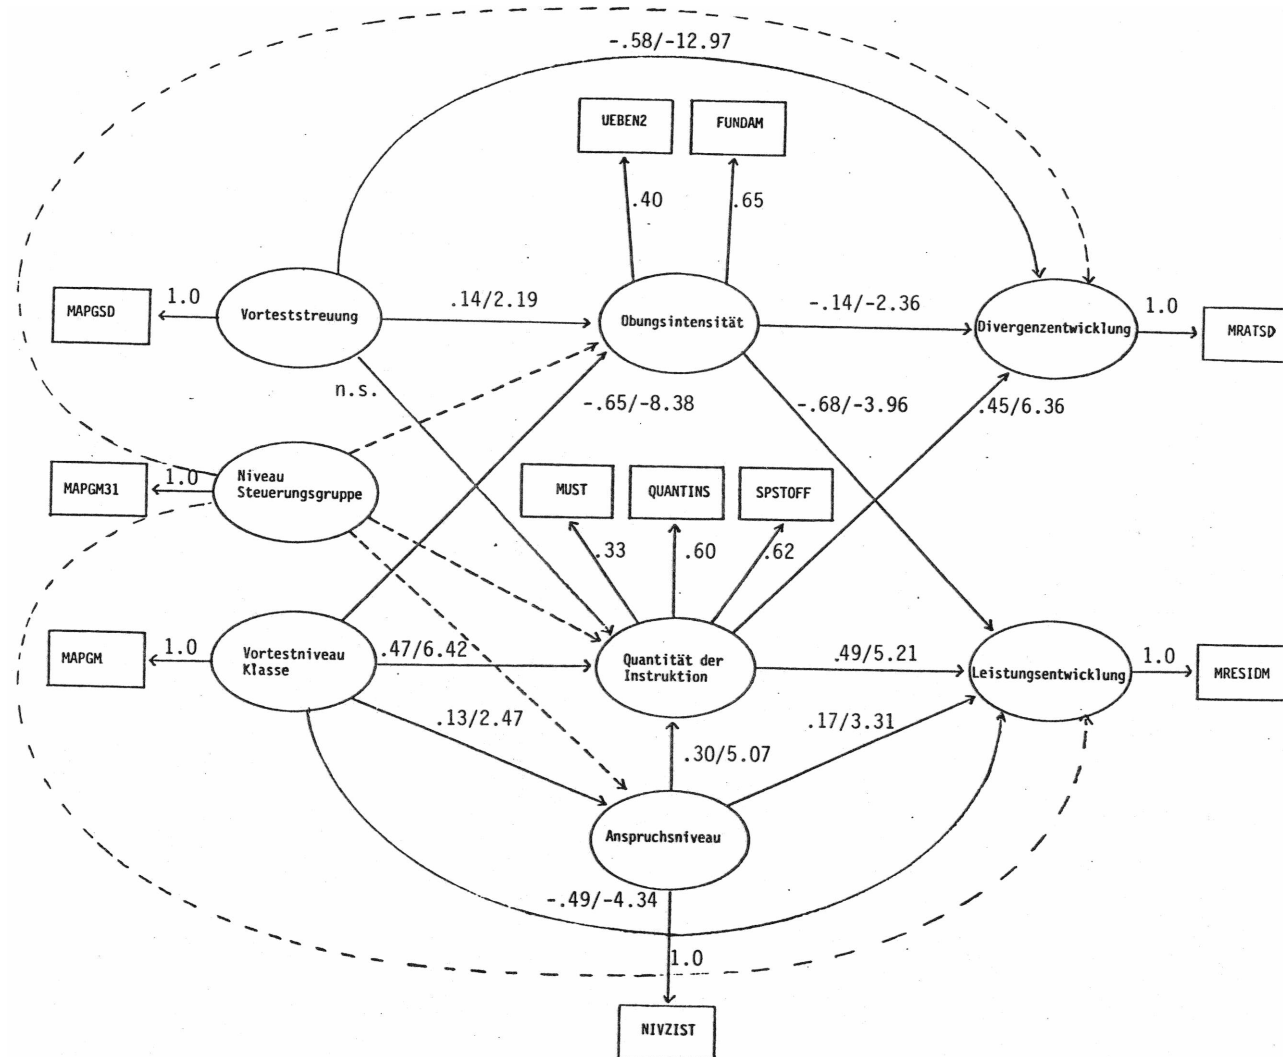 -.58/-12.97
UEBEN2
FUNDAM
.40
.65
MAPGSD
1.0
Vorteststreuung
.14/2.19
Übungsintensität
-.14/-2.36
Divergenzentwicklung
1.0
MRATSD
n.s.
-.65/-8.38
-.68/-3.96
.45/6.36
MAPGM31
1.0
Niveau
Steuerungsgruppe
MUST
QUANTINS
SPSTOFF
.33
.60
.62
MAPGM
1.0
Vortestniveau
Klasse
.47/6.42
Quantität der
Instruktion
.49/5.21
Leistungsentwicklung
1.0
MRESIDM
.13/2.47
.17/3.31
.30/5.07
Anspruchsniveau
-.49/-4.34
1.0
NIVZIST